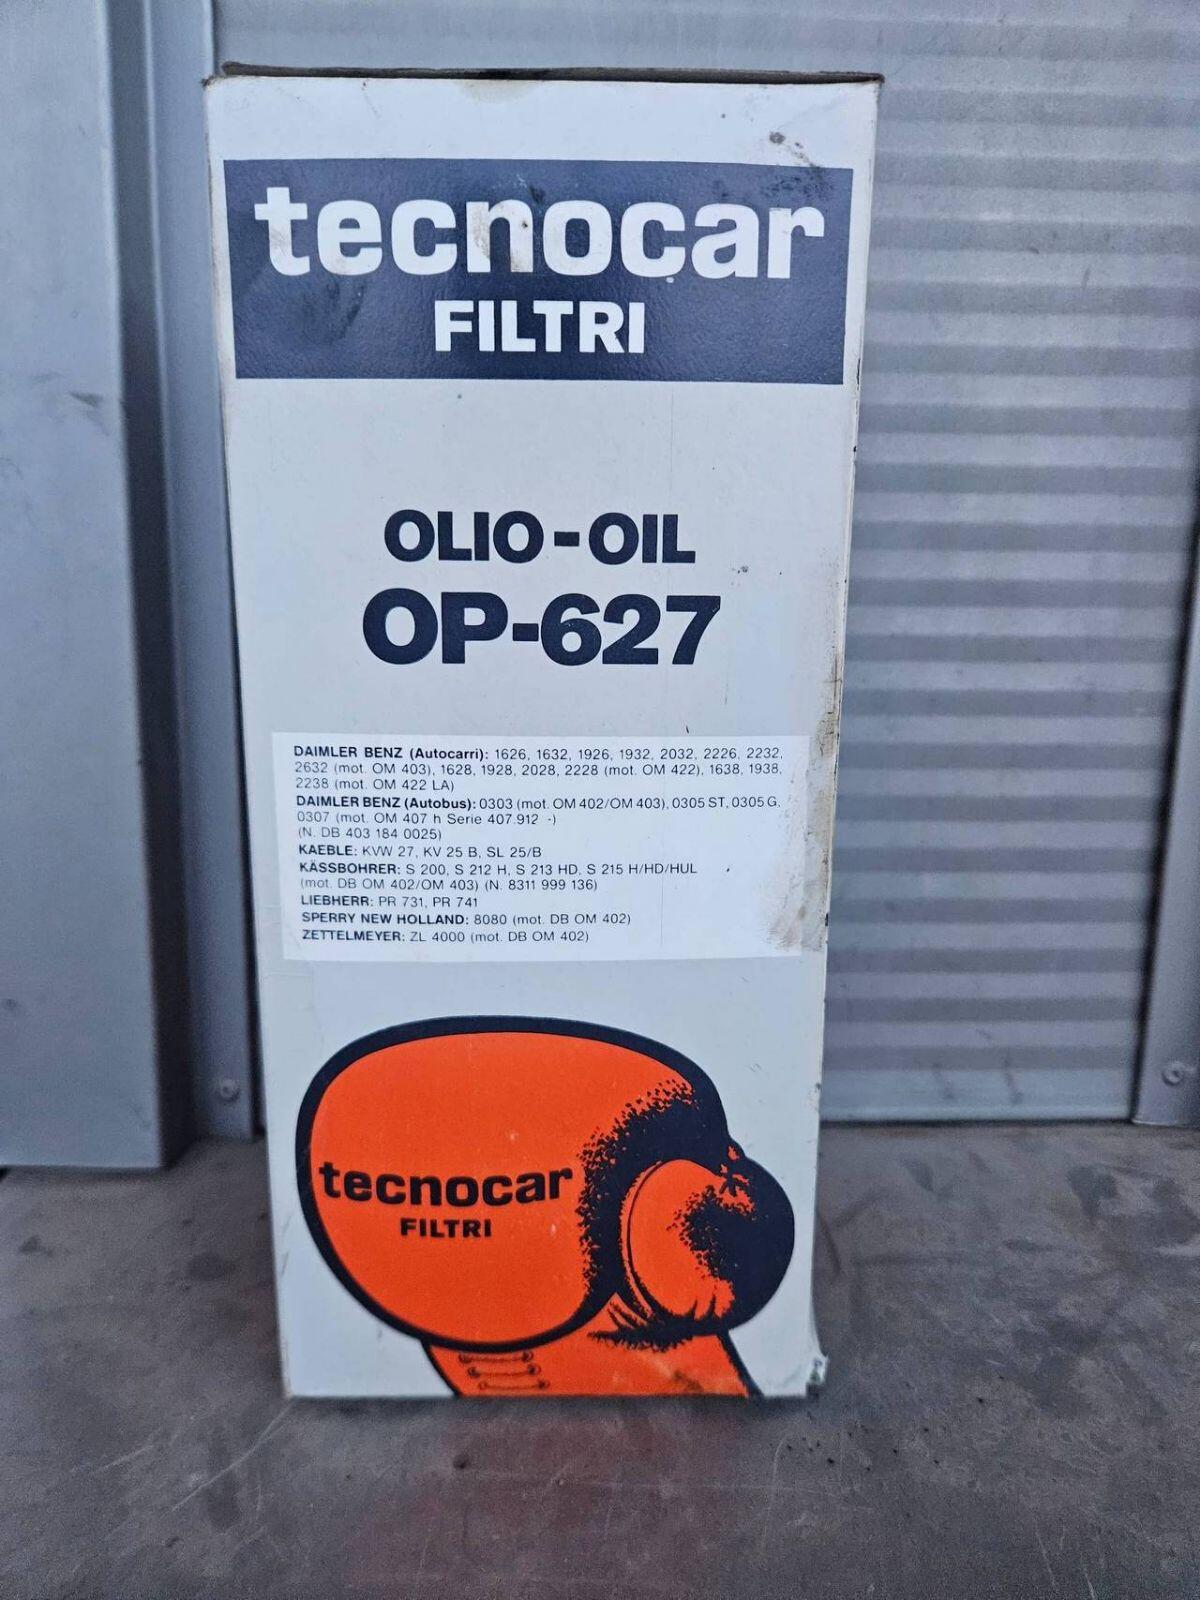 tecnocar
FILTRI
OLIO-OIL
OP-627
DAIMLER BENZ (Autocarri): 1626, 1632, 1926, 1932, 2032, 2226, 2232,
2632 (mot. OM 403), 1628, 1928, 2028, 2228 (mot. OM 422), 1638, 1938,
2238 (mot. OM 422 LA)
DAIMLER BENZ (Autobus): 0303 (mot. OM 402/OM 403), 0305 ST, 0305 G,
0307 (mot. OM 407 h Serie 407.912 -)
(N. DB 403 184 0025)
KAEBLE: KVW 27, KV 25 B, SL 25/B
KÄSSBOHRER: S 200, S 212 H, S 213 HD. S 215 H/HD/HUL
(mot. DB OM 402/OM 403) (N. 8311 999 136)
LIEBHERR: PR 731, PR 741
SPERRY NEW HOLLAND: 8080 (mot. DB OM 402)
ZETTELMEYER: ZL 4000 (mot. DB OM 402)
tecnocar
FILTRI